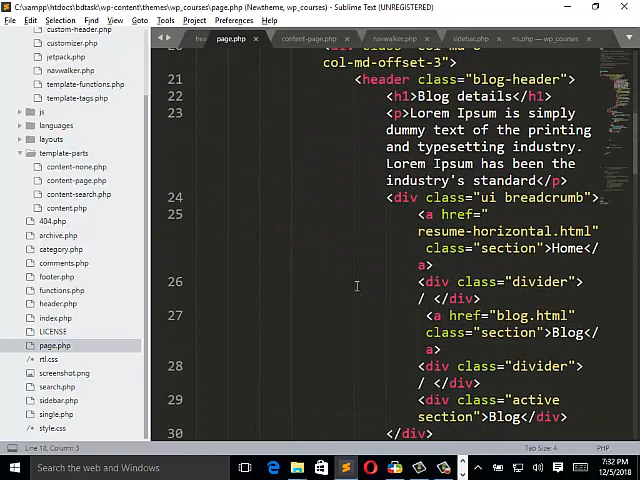 C:\xampp\htdocs\bdtask\wp-content\themes\wp_courses\page.php (Newtheme, wp_courses) - Sublime Text (UNREGISTERED)
File Edit Selection Find View Goto Tools Project Preferences Help
page.php × content-page.php × navwalker.php × sidebar.php × ms.php — wp_courses
custom-header.php
customizer.php
jetpack.php
navwalker.php
template-functions.php
template-tags.php
js
languages
layouts
template-parts
content-none.php
content-page.php
content-search.php
content.php
404.php
archive.php
category.php
comments.php
footer.php
functions.php
header.php
index.php
LICENSE
page.php
rtl.css
screenshot.png
search.php
sidebar.php
single.php
style.css
col-md-offset-3">
21 <header class="blog-header">
22 <h1>Blog details</h1>
23 <p>Lorem Ipsum is simply
dummy text of the printing
and typesetting industry.
Lorem Ipsum has been the
industry's standard</p>
24 <div class="ui breadcrumb">
25 <a href="
resume-horizontal.html"
class="section">Home</
a>
26 <div class="divider">
/ </div>
27 <a href="blog.html"
class="section">Blog</
a>
28 <div class="divider">
/ </div>
29 <div class="active
section">Blog</div>
30 </div>
Line 18, Column 3 Tab Size: 4 PHP
Search the web and Windows
7:32 PM
12/5/2018